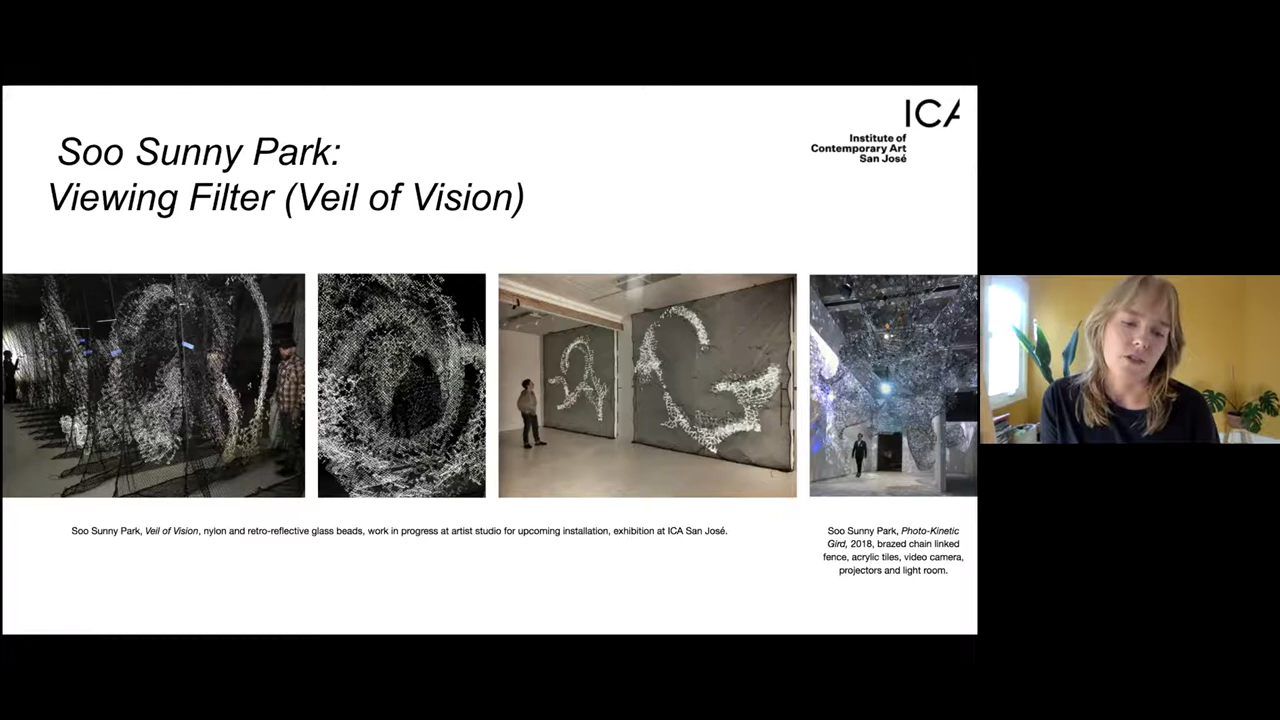 Soo Sunny Park:
Viewing Filter (Veil of Vision)
ICA
Institute of
Contemporary Art
San José
Soo Sunny Park, Veil of Vision, nylon and retro-reflective glass beads, work in progress at artist studio for upcoming installation, exhibition at ICA San José.
Soo Sunny Park, Photo-Kinetic
Gird, 2018, brazed chain linked
fence, acrylic tiles, video camera,
projectors and light room.